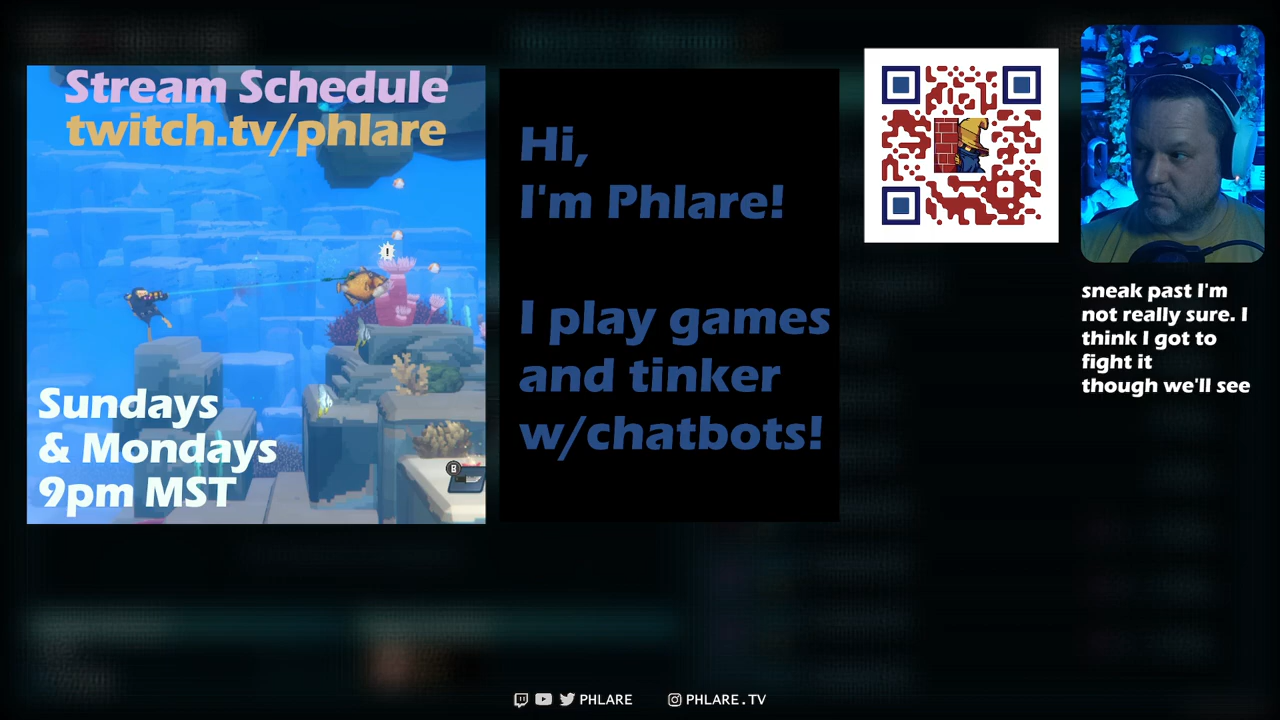 Stream Schedule
twitch.tv/phlare
!
Sundays
& Mondays
9pm MST
B
Hi,
I'm Phlare!
I play games
and tinker
w/chatbots!
sneak past I'm
not really sure. I
think I got to
fight it
though we'll see
PHLARE
PHLARE.TV